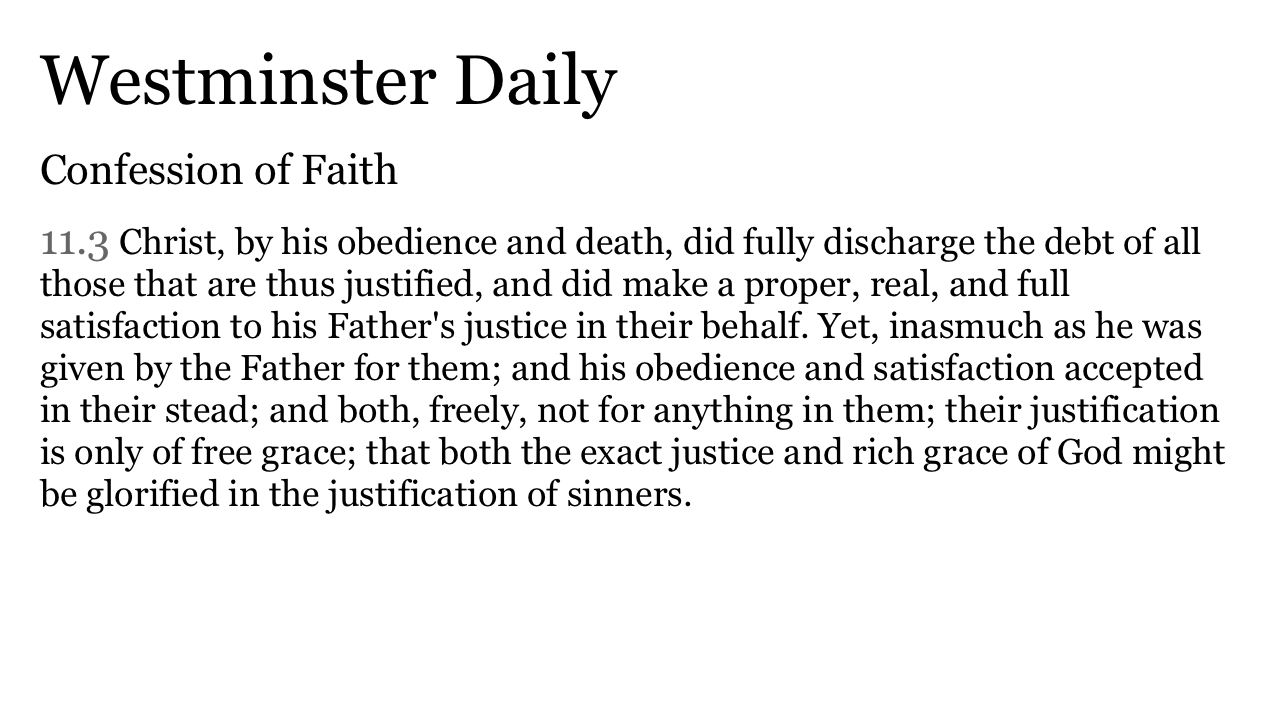 Westminster Daily
Confession of Faith
11.3 Christ, by his obedience and death, did fully discharge the debt of all
those that are thus justified, and did make a proper, real, and full
satisfaction to his Father's justice in their behalf. Yet, inasmuch as he was
given by the Father for them; and his obedience and satisfaction accepted
in their stead; and both, freely, not for anything in them; their justification
is only of free grace; that both the exact justice and rich grace of God might
be glorified in the justification of sinners.